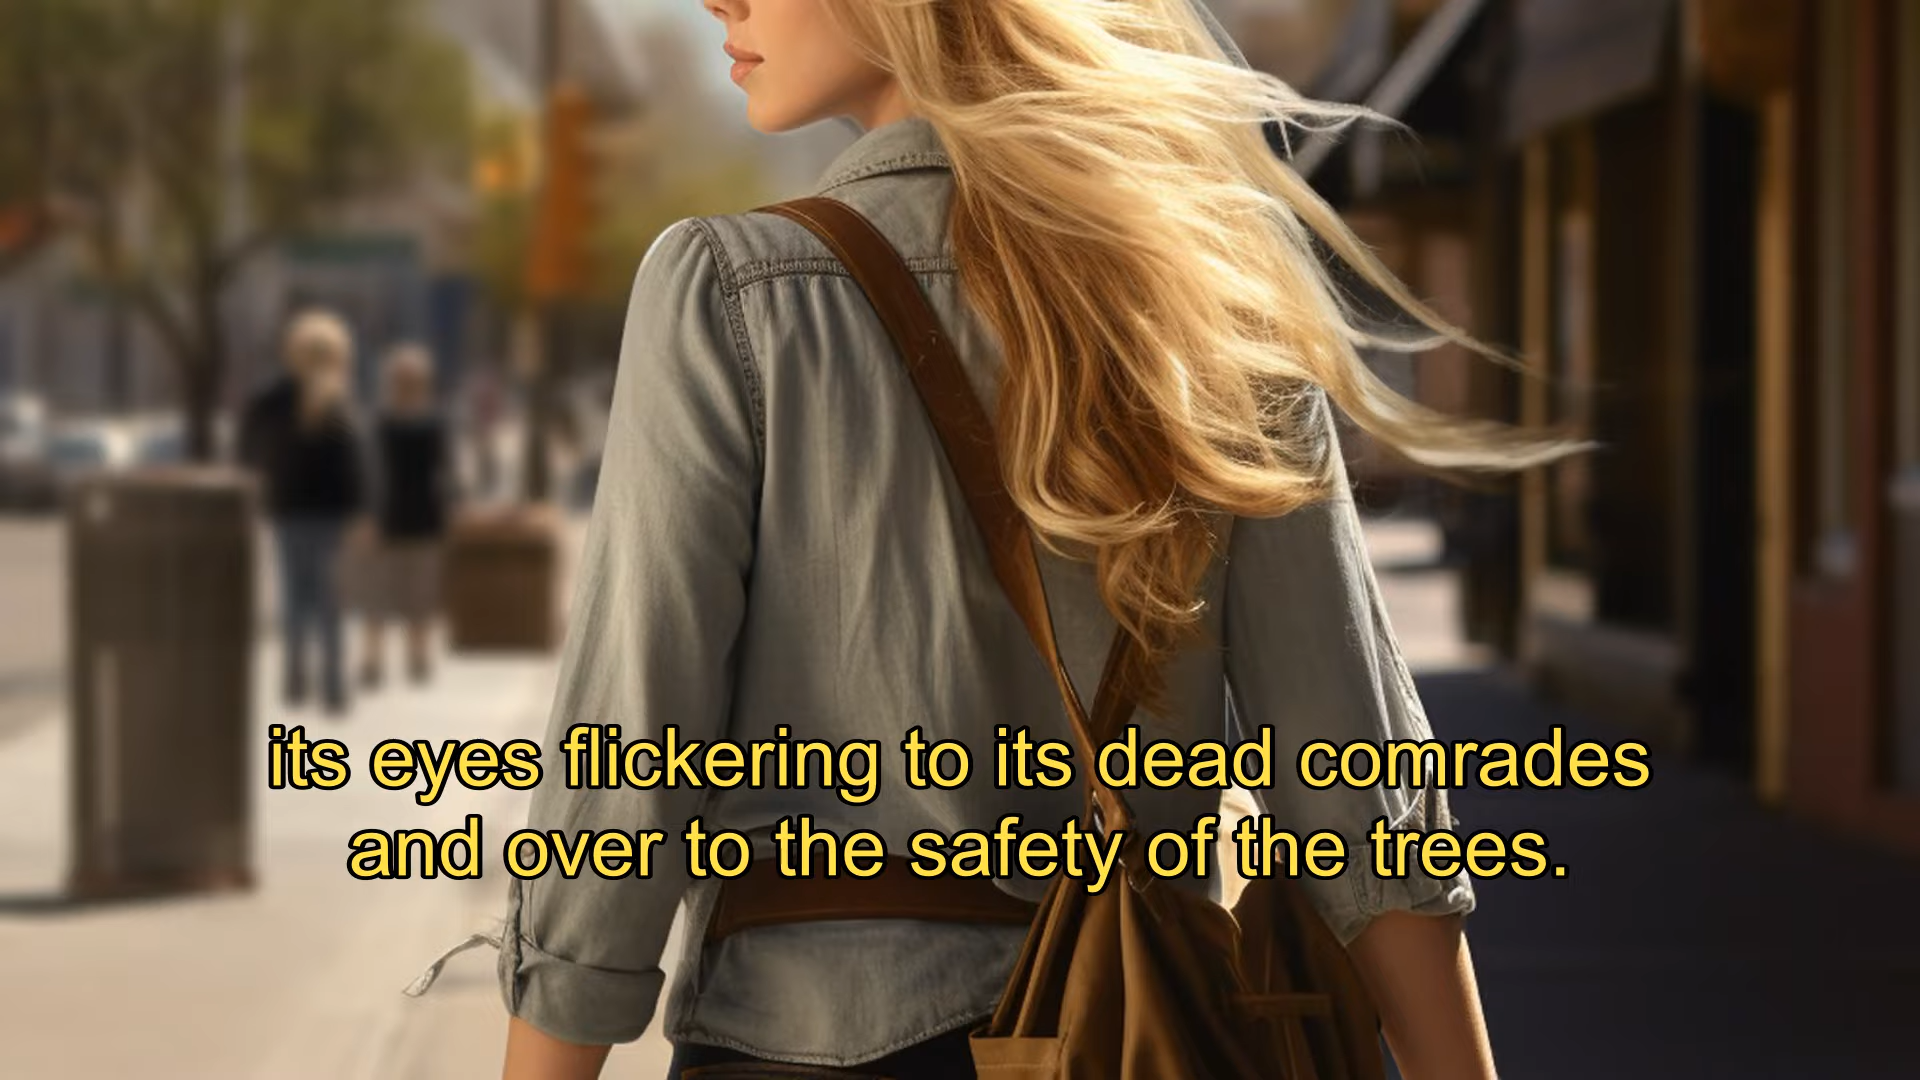 its eyes flickering to its dead comrades
and over to the safety of the trees.